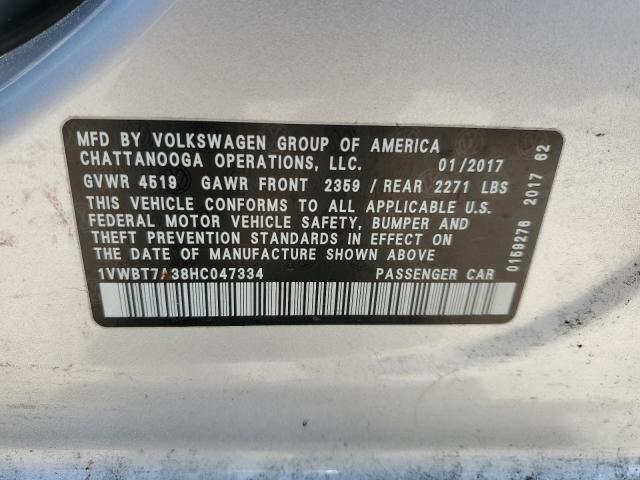 MFD BY VOLKSWAGEN GROUP OF AMERICA
CHATTANOOGA OPERATIONS, LLC. 01/2017
GVWR 4519 GAWR FRONT 2359 / REAR 2271 LBS
THIS VEHICLE CONFORMS TO ALL APPLICABLE U.S.
FEDERAL MOTOR VEHICLE SAFETY, BUMPER AND
THEFT PREVENTION STANDARDS IN EFFECT ON
THE DATE OF MANUFACTURE SHOWN ABOVE
1VWBT7A38HC047334 PASSENGER CAR
0159276 2017 62